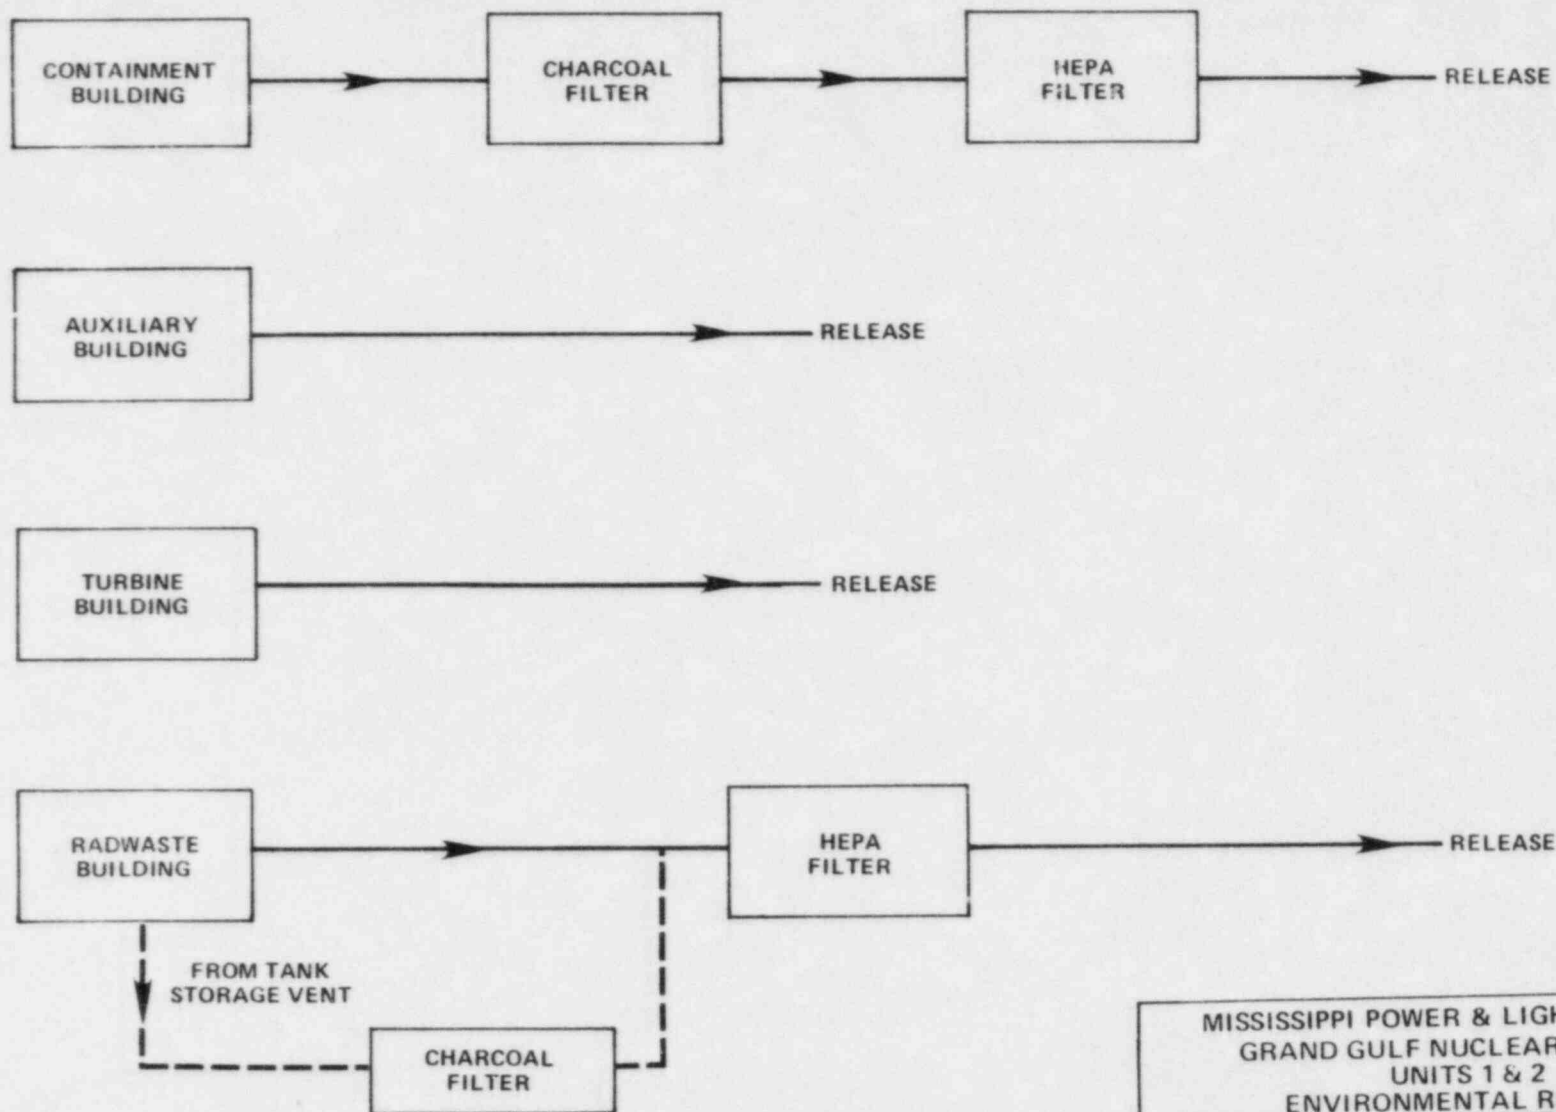 CONTAINMENT
BUILDING
CHARCOAL
FILTER
HEPA
FILTER
RELEASE
AUXILIARY
BUILDING
RELEASE
TURBINE
BUILDING
RELEASE
RADWASTE
BUILDING
HEPA
FILTER
RELEASE
FROM TANK
STORAGE VENT
CHARCOAL
FILTER
MISSISSIPPI POWER &
GRAND GULF NUCLEAR
UNITS 1 & 2
ENVIRONMENTAL